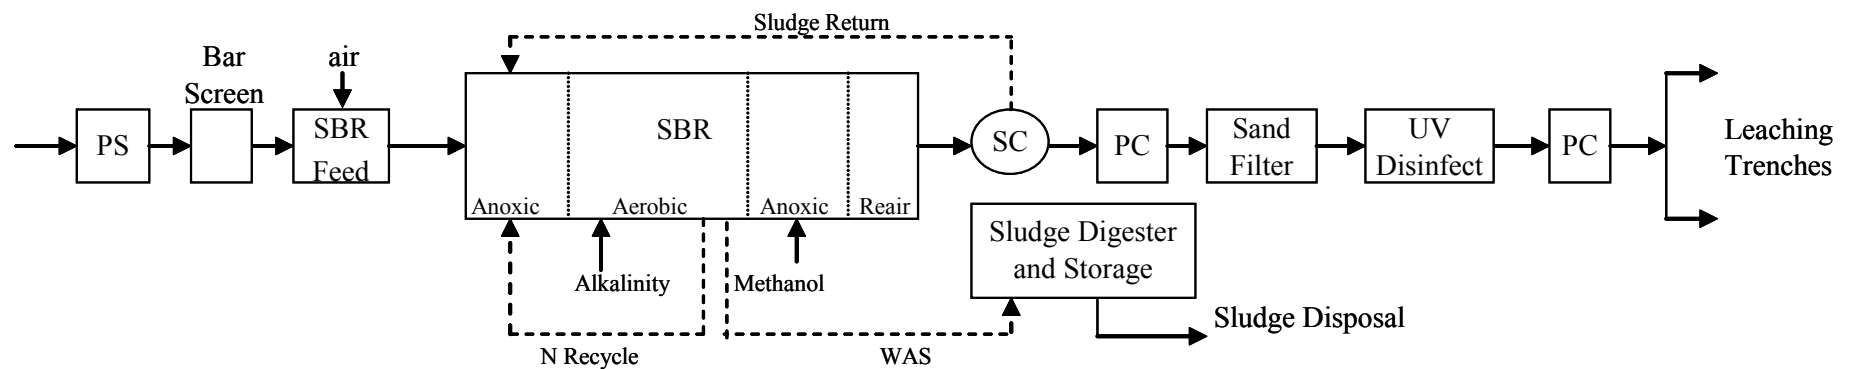 Sludge Return
Bar
Screen
air
PS
SBR
Feed
SBR
Anoxic
Aerobic
Anoxic
Reair
SC
PC
Sand
Filter
UV
Disinfect
PC
Leaching
Trenches
Alkalinity
Methanol
Sludge Digester
and Storage
Sludge Disposal
N Recycle
WAS